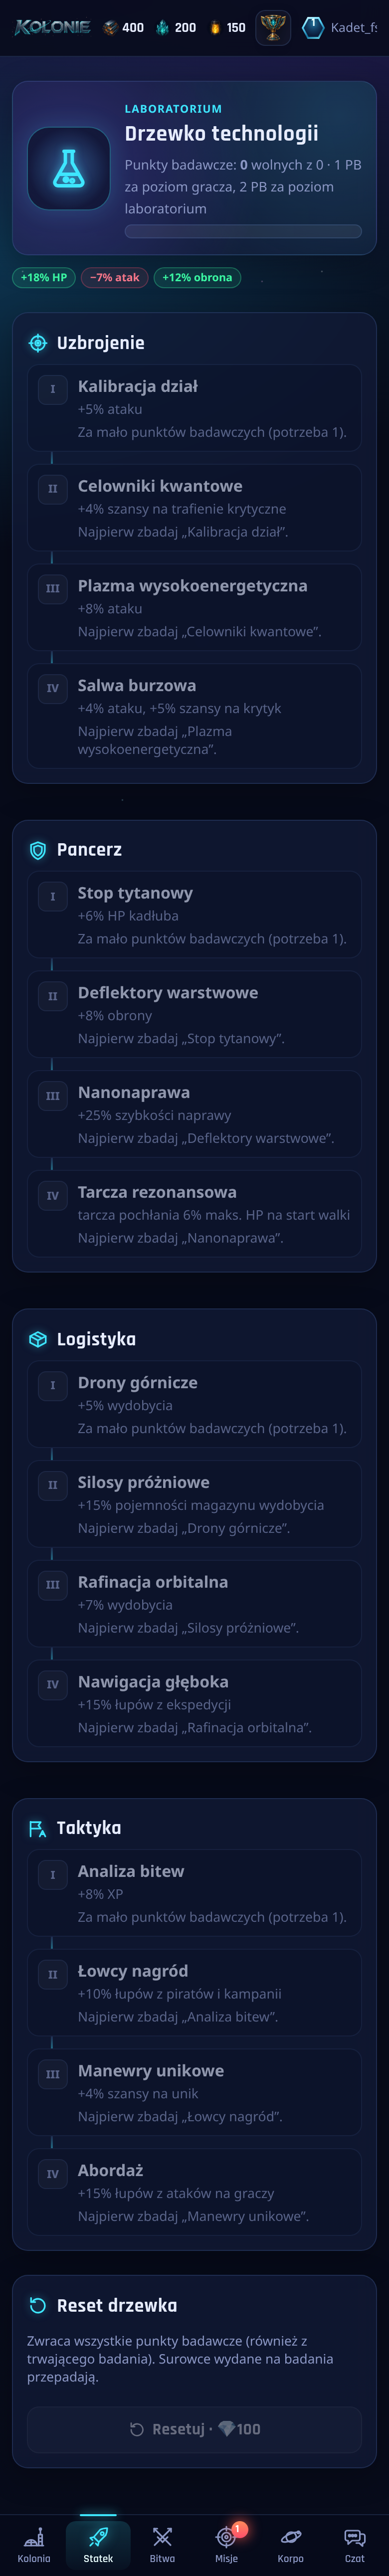 KOLONIE 400 200 150 Kadet_fs
LABORATORIUM
Drzewko technologii
Punkty badawcze: 0 wolnych z 0 · 1 PB
za poziom gracza, 2 PB za poziom
laboratorium
+18% HP −7% atak +12% obrona
Uzbrojenie
I Kalibracja dział
+5% ataku
Za mało punktów badawczych (potrzeba 1).
II Celowniki kwantowe
+4% szansy na trafienie krytyczne
Najpierw zbadaj „Kalibracja dział”.
III Plazma wysokoenergetyczna
+8% ataku
Najpierw zbadaj „Celowniki kwantowe”.
IV Salwa burzowa
+4% ataku, +5% szansy na krytyk
Najpierw zbadaj „Plazma
wysokoenergetyczna”.
Pancerz
I Stop tytanowy
+6% HP kadłuba
Za mało punktów badawczych (potrzeba 1).
II Deflektory warstwowe
+8% obrony
Najpierw zbadaj „Stop tytanowy”.
III Nanonaprawa
+25% szybkości naprawy
Najpierw zbadaj „Deflektory warstwowe”.
IV Tarcza rezonansowa
tarcza pochłania 6% maks. HP na start walki
Najpierw zbadaj „Nanonaprawa”.
Logistyka
I Drony górnicze
+5% wydobycia
Za mało punktów badawczych (potrzeba 1).
II Silosy próżniowe
+15% pojemności magazynu wydobycia
Najpierw zbadaj „Drony górnicze”.
III Rafinacja orbitalna
+7% wydobycia
Najpierw zbadaj „Silosy próżniowe”.
IV Nawigacja głęboka
+15% łupów z ekspedycji
Najpierw zbadaj „Rafinacja orbitalna”.
Taktyka
I Analiza bitew
+8% XP
Za mało punktów badawczych (potrzeba 1).
II Łowcy nagród
+10% łupów z piratów i kampanii
Najpierw zbadaj „Analiza bitew”.
III Manewry unikowe
+4% szansy na unik
Najpierw zbadaj „Łowcy nagród”.
IV Abordaż
+15% łupów z ataków na graczy
Najpierw zbadaj „Manewry unikowe”.
Reset drzewka
Zwraca wszystkie punkty badawcze (również z
trwającego badania). Surowce wydane na badania
przepadają.
Resetuj · 💎100
1
Kolonia Statek Bitwa Misje Korpo Czat